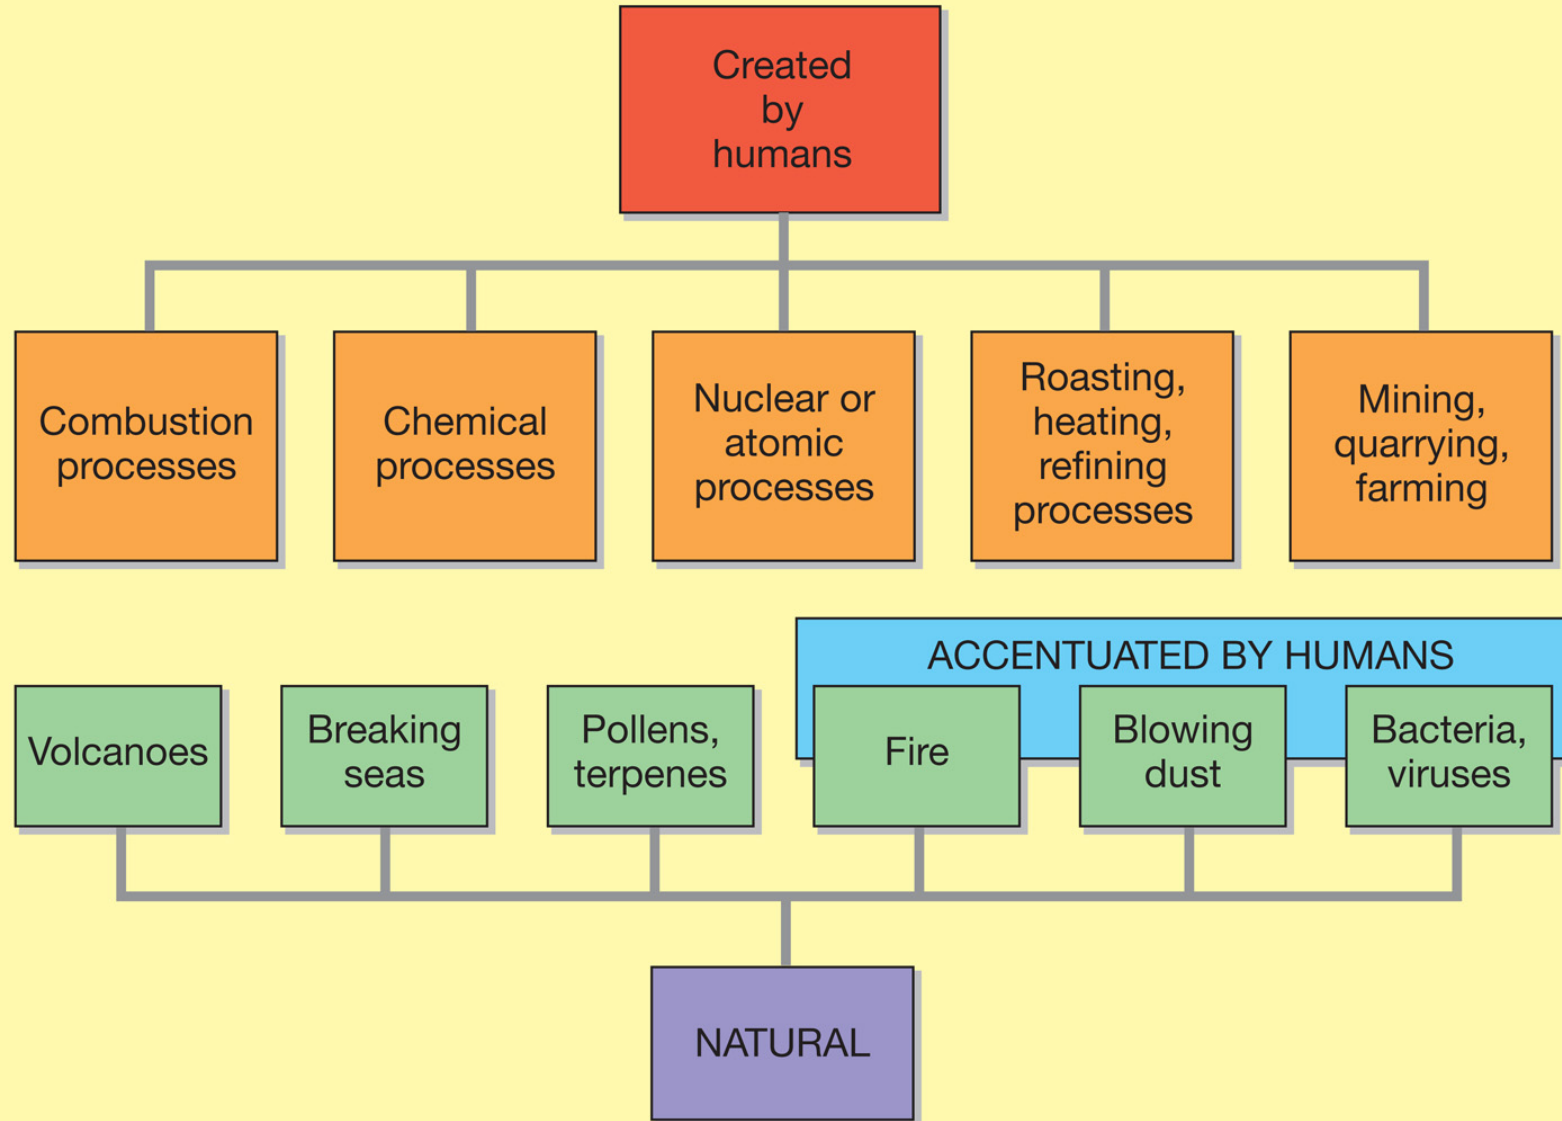 Created
by
humans
Combustion
processes
Chemical
processes
Nuclear or
atomic
processes
Roasting,
heating,
refining
processes
Mining,
quarrying,
farming
ACCENTUATED BY HUMANS
Volcanoes
Breaking
seas
Pollens,
terpenes
Fire
Blowing
dust
Bacteria,
viruses
NATURAL